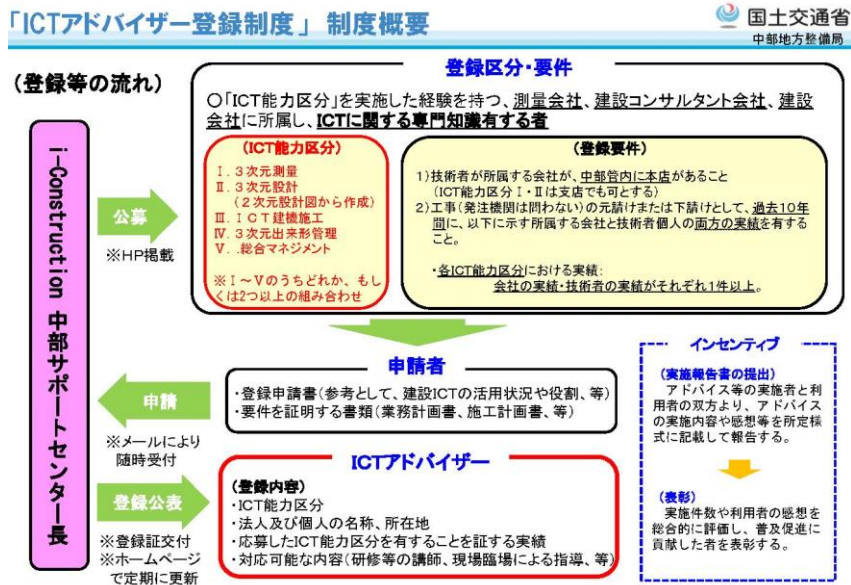 「ICTアドバイザー登録制度」 制度概要
国土交通省
中部地方整備局
(登録等の流れ)
登録区分・要件
〇「ICT能力区分」を実施した経験を持つ、測量会社、建設コンサルタント会社、建設
会社に所属し、ICTに関する専門知識有する者
(ICT能力区分)
Ⅰ.3次元測量
Ⅱ.3次元設計
(2次元設計図から作成)
Ⅲ.ICT建機施工
Ⅳ.3次元出来形管理
Ⅴ..総合マネジメント
※Ⅰ~Ⅴのうちどれか、もし
くは2つ以上の組み合わせ
(登録要件)
1)技術者が所属する会社が、中部管内に本店があること
(ICT能力区分Ⅰ・Ⅱは支店でも可とする)
2)工事(発注機関は問わない)の元請けまたは下請けとして、過去10年
間に、以下に示す所属する会社と技術者個人の両方の実績を有する
こと。
・各ICT能力区分における実績:
会社の実績・技術者の実績がそれぞれ1件以上。
i-Construction 中部サポートセンター長
公募
※HP掲載
申請者
・登録申請書(参考として、建設ICTの活用状況や役割、等)
・要件を証明する書類(業務計画書、施工計画書、等)
申請
※メールにより
随時受付
ICTアドバイザー
(登録内容)
・ICT能力区分
・法人及び個人の名称、所在地
・応募したICT能力区分を有することを証する実績
・対応可能な内容(研修等の講師、現場臨場による指導、等)
登録公表
※登録証交付
※ホームページ
で定期に更新
インセンティブ
(実施報告書の提出)
アドバイス等の実施者と利
用者の双方より、アドバイス
の実施内容や感想等を所定様
式に記載して報告する。
(表彰)
実施件数や利用者の感想を
総合的に評価し、普及促進に
貢献した者を表彰する。